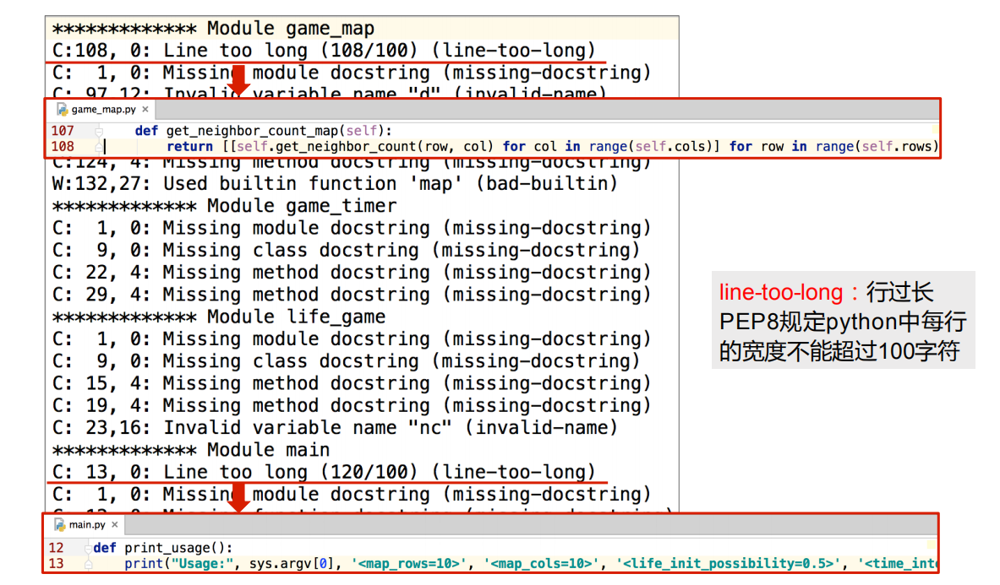 ************* Module game_map
C:108, 0: Line too long (108/100) (line-too-long)
C:  1, 0: Missing module docstring (missing-docstring)
C: 97,12: Invalid variable name "d" (invalid-name)
game_map.py ×
107 def get_neighbor_count_map(self):
108 return [[self.get_neighbor_count(row, col) for col in range(self.cols)] for row in range(self.rows)
C:124, 4: Missing method docstring (missing-docstring)
W:132,27: Used builtin function 'map' (bad-builtin)
************* Module game_timer
C:  1, 0: Missing module docstring (missing-docstring)
C:  9, 0: Missing class docstring (missing-docstring)
C: 22, 4: Missing method docstring (missing-docstring)
C: 29, 4: Missing method docstring (missing-docstring)
************* Module life_game
C:  1, 0: Missing module docstring (missing-docstring)
C:  9, 0: Missing class docstring (missing-docstring)
C: 15, 4: Missing method docstring (missing-docstring)
C: 19, 4: Missing method docstring (missing-docstring)
C: 23,16: Invalid variable name "nc" (invalid-name)
************* Module main
C: 13, 0: Line too long (120/100) (line-too-long)
C:  1, 0: Missing module docstring (missing-docstring)
C: 12, 0: Missing function docstring (missing-docstring)
main.py ×
12 def print_usage():
13 print("Usage:", sys.argv[0], '<map_rows=10>', '<map_cols=10>', '<life_init_possibility=0.5>', '<time_int
line-too-long：行过长
PEP8规定python中每行
的宽度不能超过100字符